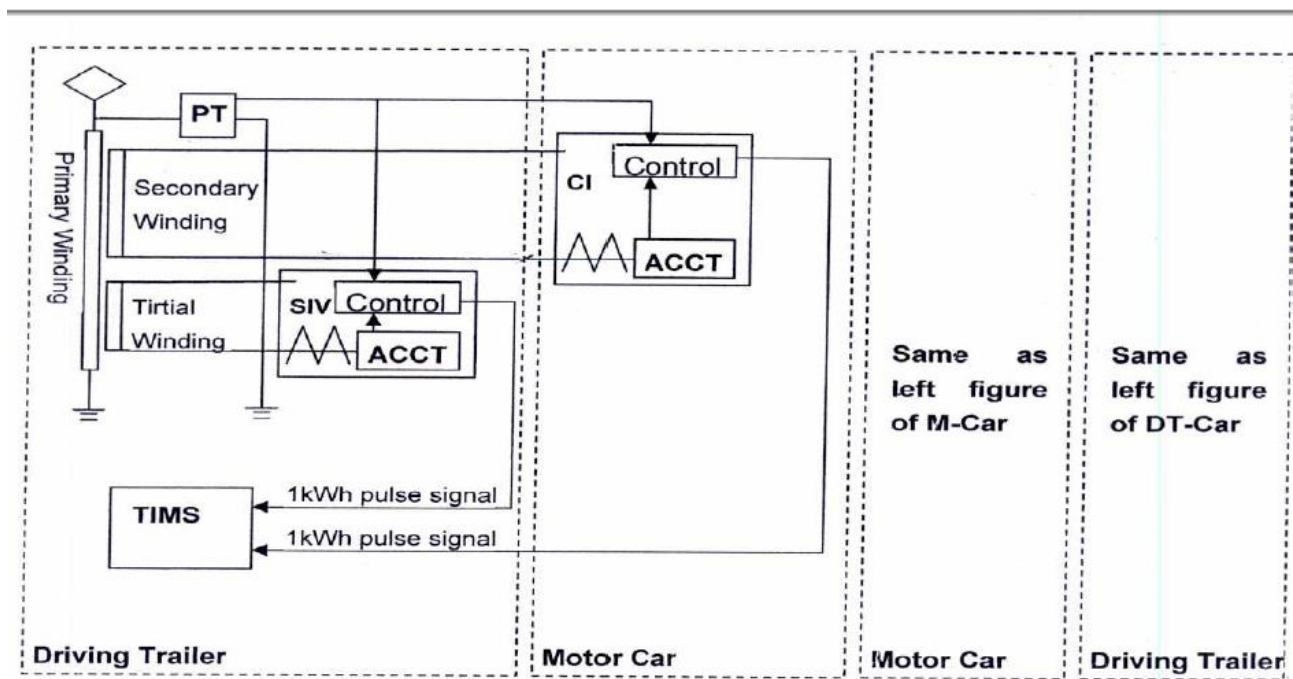 PT
Primary Winding
Secondary
Winding
Control
CI
ACCT
Tirtial
Winding
Control
SIV
ACCT
Same as
left figure
of M-Car
Same as
left figure
of DT-Car
TIMS
1kWh pulse signal
1kWh pulse signal
Driving Trailer
Motor Car
Motor Car
Driving Trailer